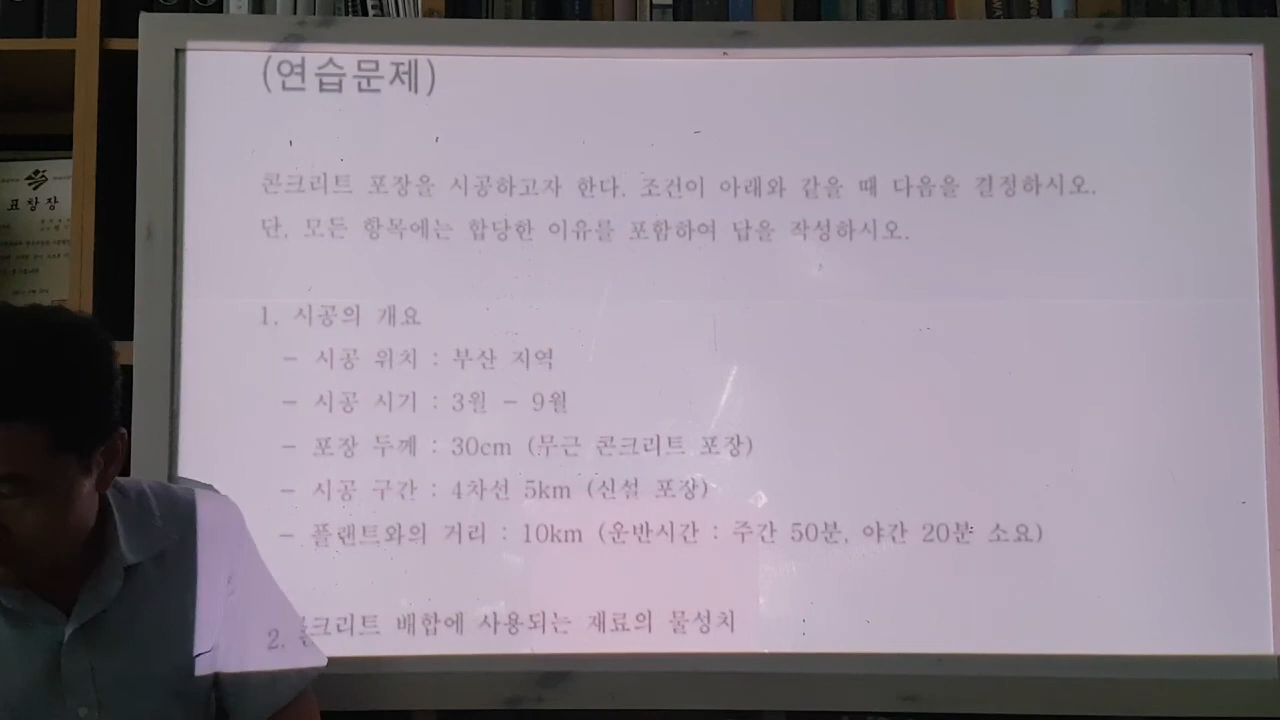 (연습문제)
콘크리트 포장을 시공하고자 한다. 조건이 아래와 같을 때 다음을 결정하시오.
단, 모든 항목에는 합당한 이유를 포함하여 답을 작성하시오.
1. 시공의 개요
- 시공 위치 : 부산 지역
- 시공 시기 : 3월 - 9월
- 포장 두께 : 30cm (무근 콘크리트 포장)
- 시공 구간 : 4차선 5km (신설 포장)
- 플랜트와의 거리 : 10km (운반시간 : 주간 50분, 야간 20분 소요)
2. 콘크리트 배합에 사용되는 재료의 물성치
표창장